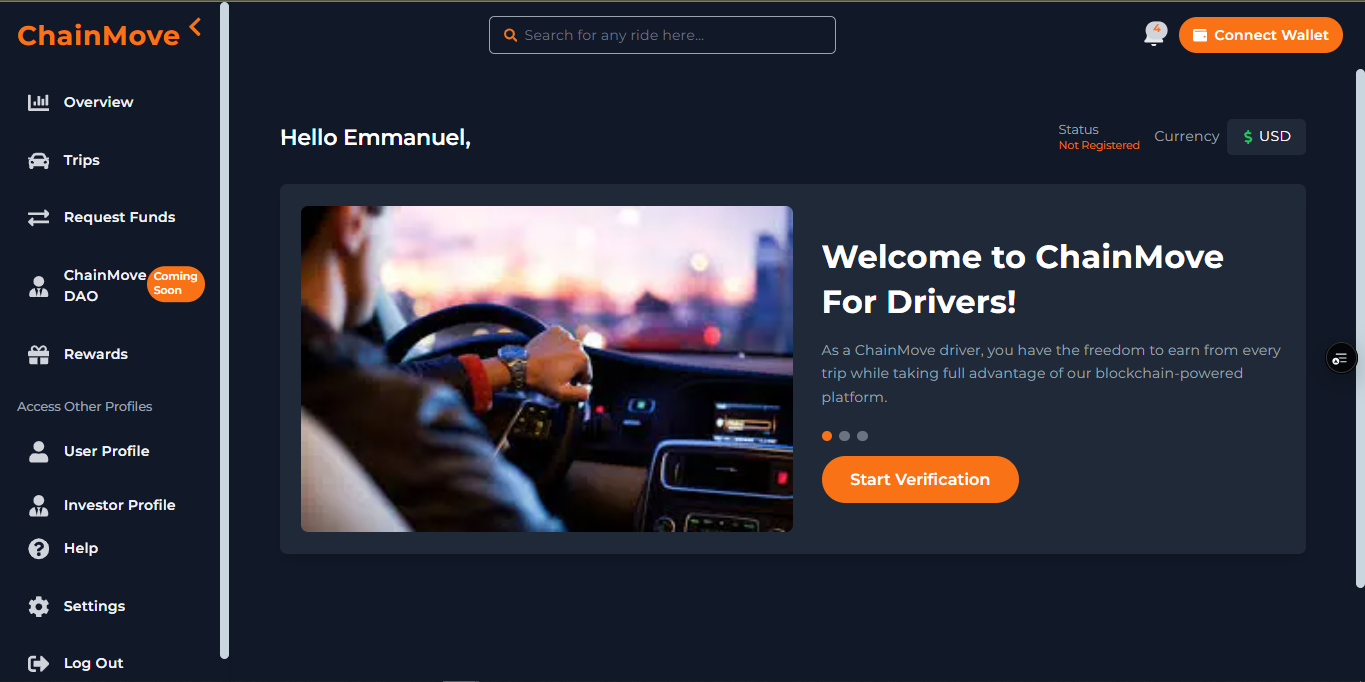 ChainMove
Search for any ride here...
4
Connect Wallet
Overview
Trips
Request Funds
ChainMove
DAO
Coming
Soon
Rewards
Access Other Profiles
User Profile
Investor Profile
Help
Settings
Log Out
Hello Emmanuel,
Status
Not Registered
Currency
$ USD
Welcome to ChainMove
For Drivers!
As a ChainMove driver, you have the freedom to earn from every
trip while taking full advantage of our blockchain-powered
platform.
Start Verification